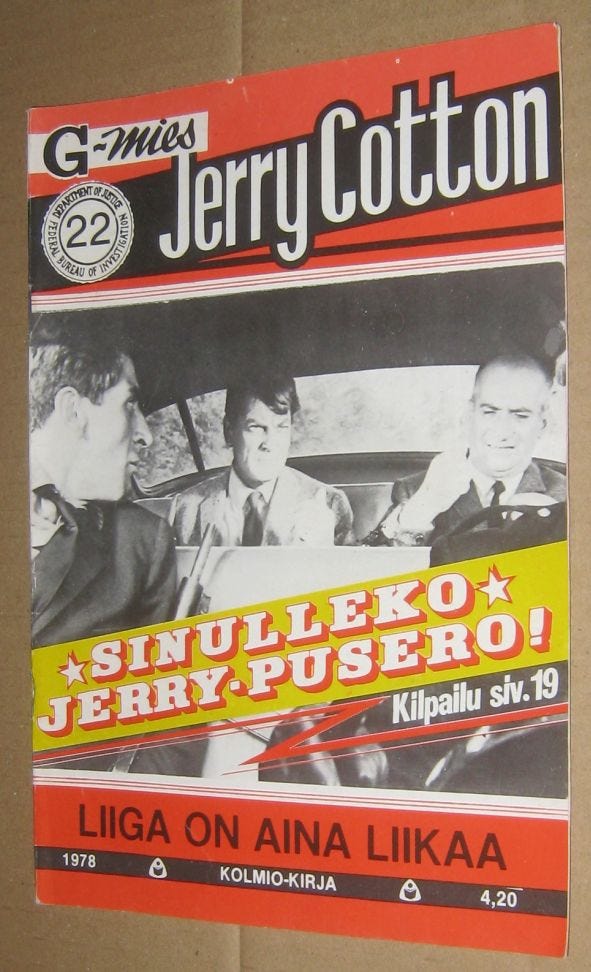 G-mies
Jerry Cotton
DEPARTMENT OF JUSTICE
22
FEDERAL BUREAU OF INVESTIGATION
SINULLEKO
JERRY-PUSERO!
Kilpailu siv.19
LIIGA ON AINA LIIKAA
1978 KOLMIO-KIRJA 4,20